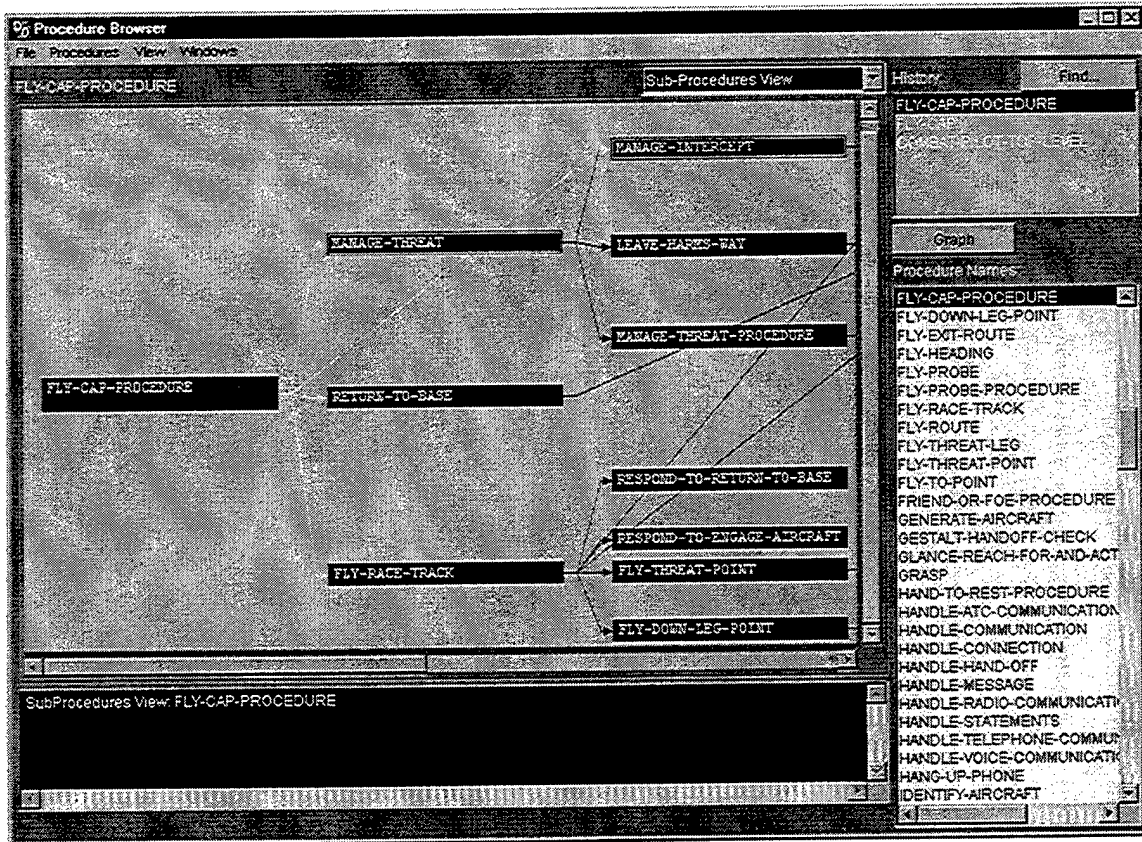 Procedure Browser
File Procedures View Windows
FLY-CAP-PROCEDURE
Sub-Procedures View
MANAGE-INTERCEPT
MANAGE-THREAT
LEAVE-HARMS-WAY
MANAGE-THREAT-PROCEDURE
FLY-CAP-PROCEDURE
RETURN-TO-BASE
RESPOND-TO-RETURN-TO-BASE
RESPOND-TO-ENGAGE-AIRCRAFT
FLY-RACE-TRACK
FLY-THREAT-POINT
FLY-DOWN-LEG-POINT
SubProcedures View: FLY-CAP-PROCEDURE
History
Find...
FLY-CAP-PROCEDURE
COMBAT-PILOT-TOP-LEVEL
Graph
Procedure Names:
FLY-CAP-PROCEDURE
FLY-DOWN-LEG-POINT
FLY-EXIT-ROUTE
FLY-HEADING
FLY-PROBE
FLY-PROBE-PROCEDURE
FLY-RACE-TRACK
FLY-ROUTE
FLY-THREAT-LEG
FLY-THREAT-POINT
FLY-TO-POINT
FRIEND-OR-FOE-PROCEDURE
GENERATE-AIRCRAFT
GESTALT-HANDOFF-CHECK
GLANCE-REACH-FOR-AND-ACT
GRASP
HAND-TO-REST-PROCEDURE
HANDLE-ATC-COMMUNICATION
HANDLE-COMMUNICATION
HANDLE-CONNECTION
HANDLE-HAND-OFF
HANDLE-MESSAGE
HANDLE-RADIO-COMMUNICATI
HANDLE-STATEMENTS
HANDLE-TELEPHONE-COMMUN
HANDLE-VOICE-COMMUNICATI
HANG-UP-PHONE
IDENTIFY-AIRCRAFT